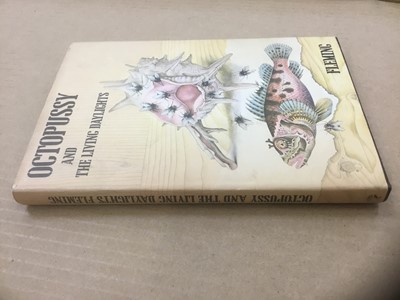 OCTOPUSSY
AND
THE LIVING DAYLIGHTS
FLEMING
OCTOPUSSY AND THE LIVING DAYLIGHTS FLEMING